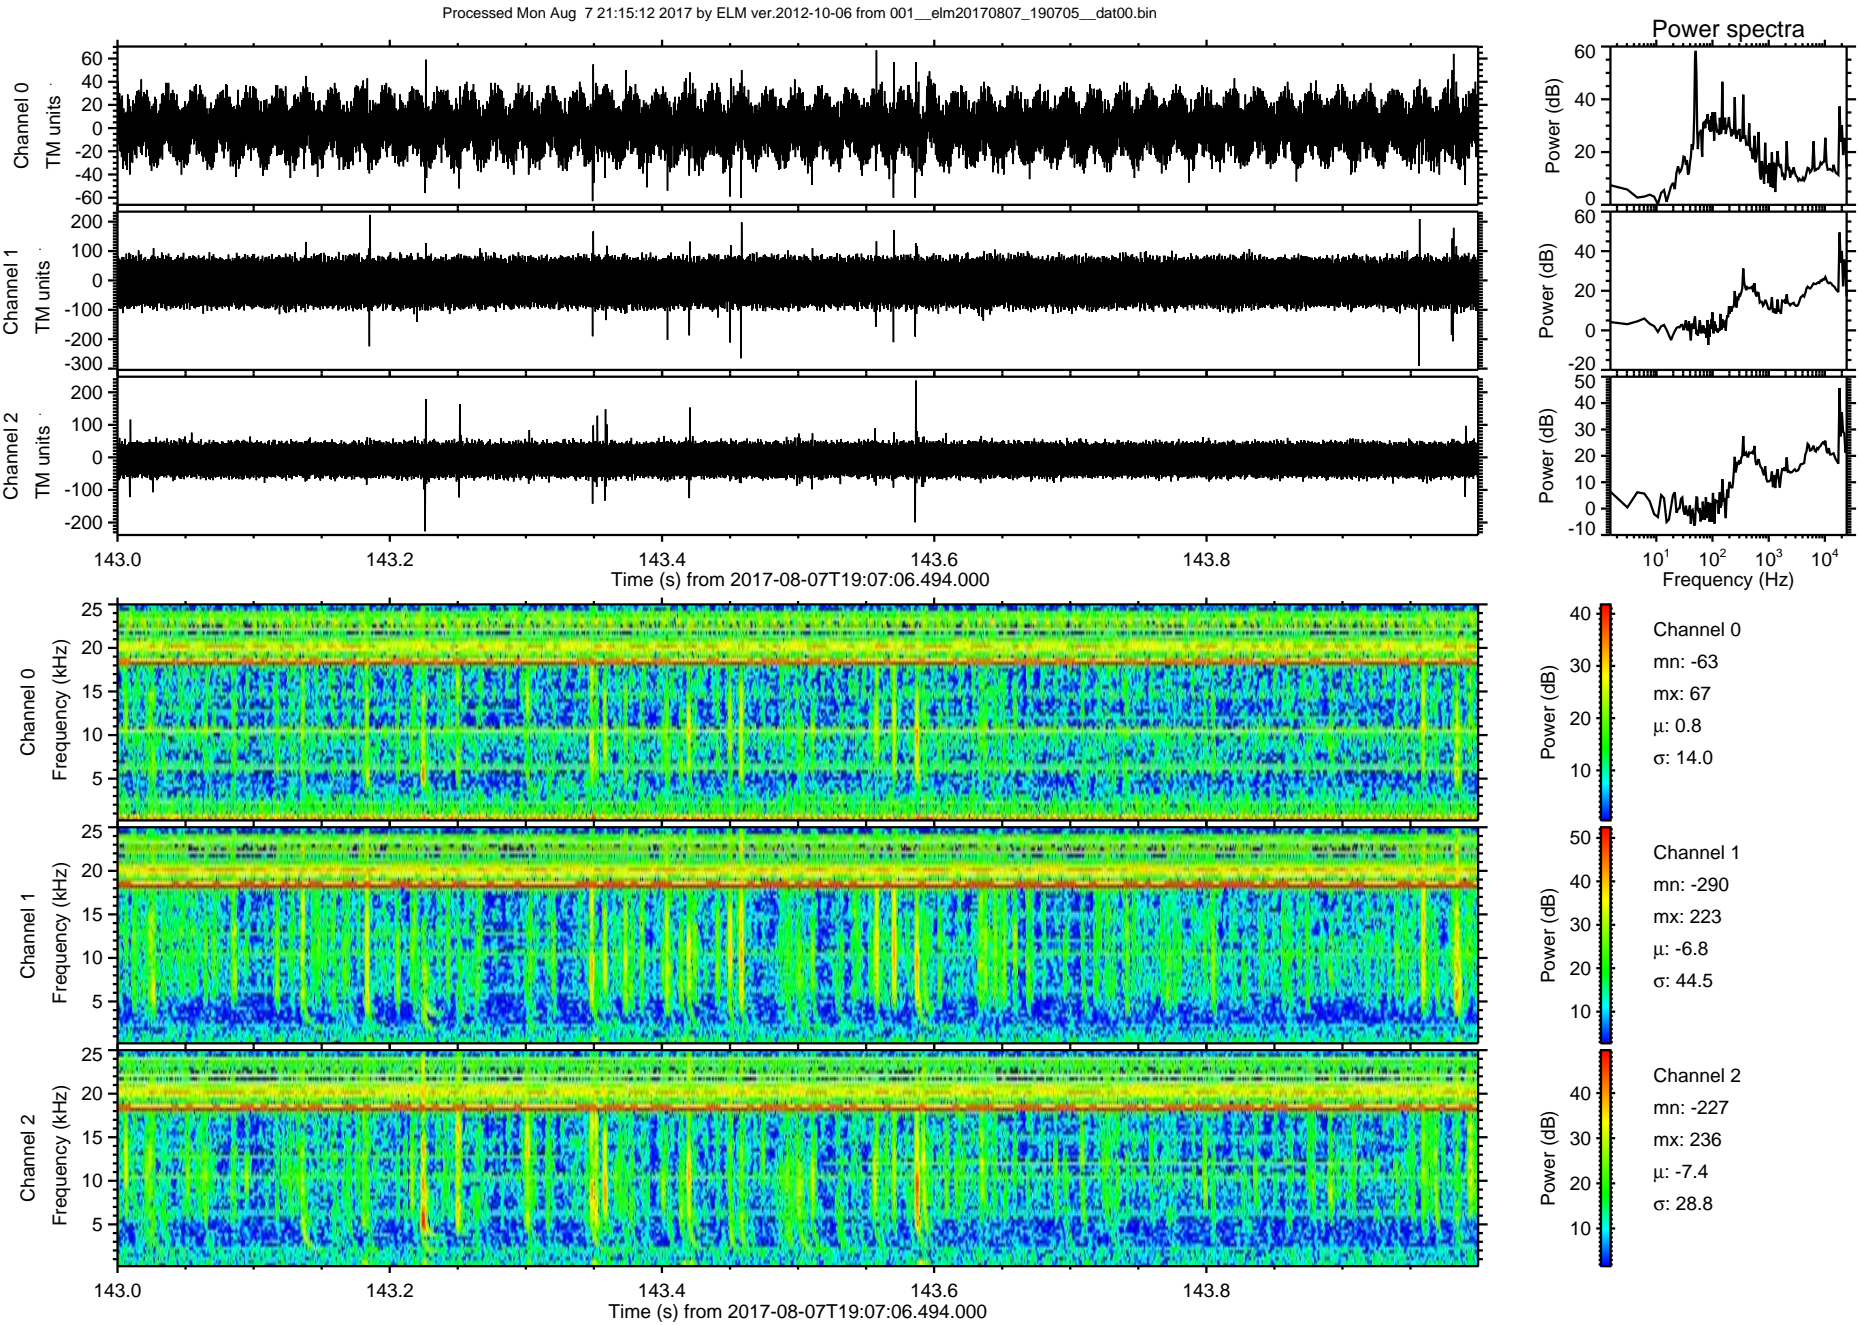 Processed Mon Aug  7 21:15:12 2017 by ELM ver.2012-10-06 from 001__elm20170807_190705__dat00.bin
Power spectra
Channel 0
TM units
60
40
20
0
-20
-40
-60
Power (dB)
60
40
20
0
Channel 1
TM units
200
100
0
-100
-200
-300
Power (dB)
60
40
20
0
-20
Channel 2
TM units
200
100
0
-100
-200
Power (dB)
50
40
30
20
10
0
-10
143.0 143.2 143.4 143.6 143.8
Time (s) from 2017-08-07T19:07:06.494.000
10^1 10^2 10^3 10^4
Frequency (Hz)
Channel 0
Frequency (kHz)
25
20
15
10
5
Power (dB)
40
30
20
10
Channel 0
mn: -63
mx: 67
μ: 0.8
σ: 14.0
Channel 1
Frequency (kHz)
25
20
15
10
5
Power (dB)
50
40
30
20
10
Channel 1
mn: -290
mx: 223
μ: -6.8
σ: 44.5
Channel 2
Frequency (kHz)
25
20
15
10
5
Power (dB)
40
30
20
10
Channel 2
mn: -227
mx: 236
μ: -7.4
σ: 28.8
143.0 143.2 143.4 143.6 143.8
Time (s) from 2017-08-07T19:07:06.494.000